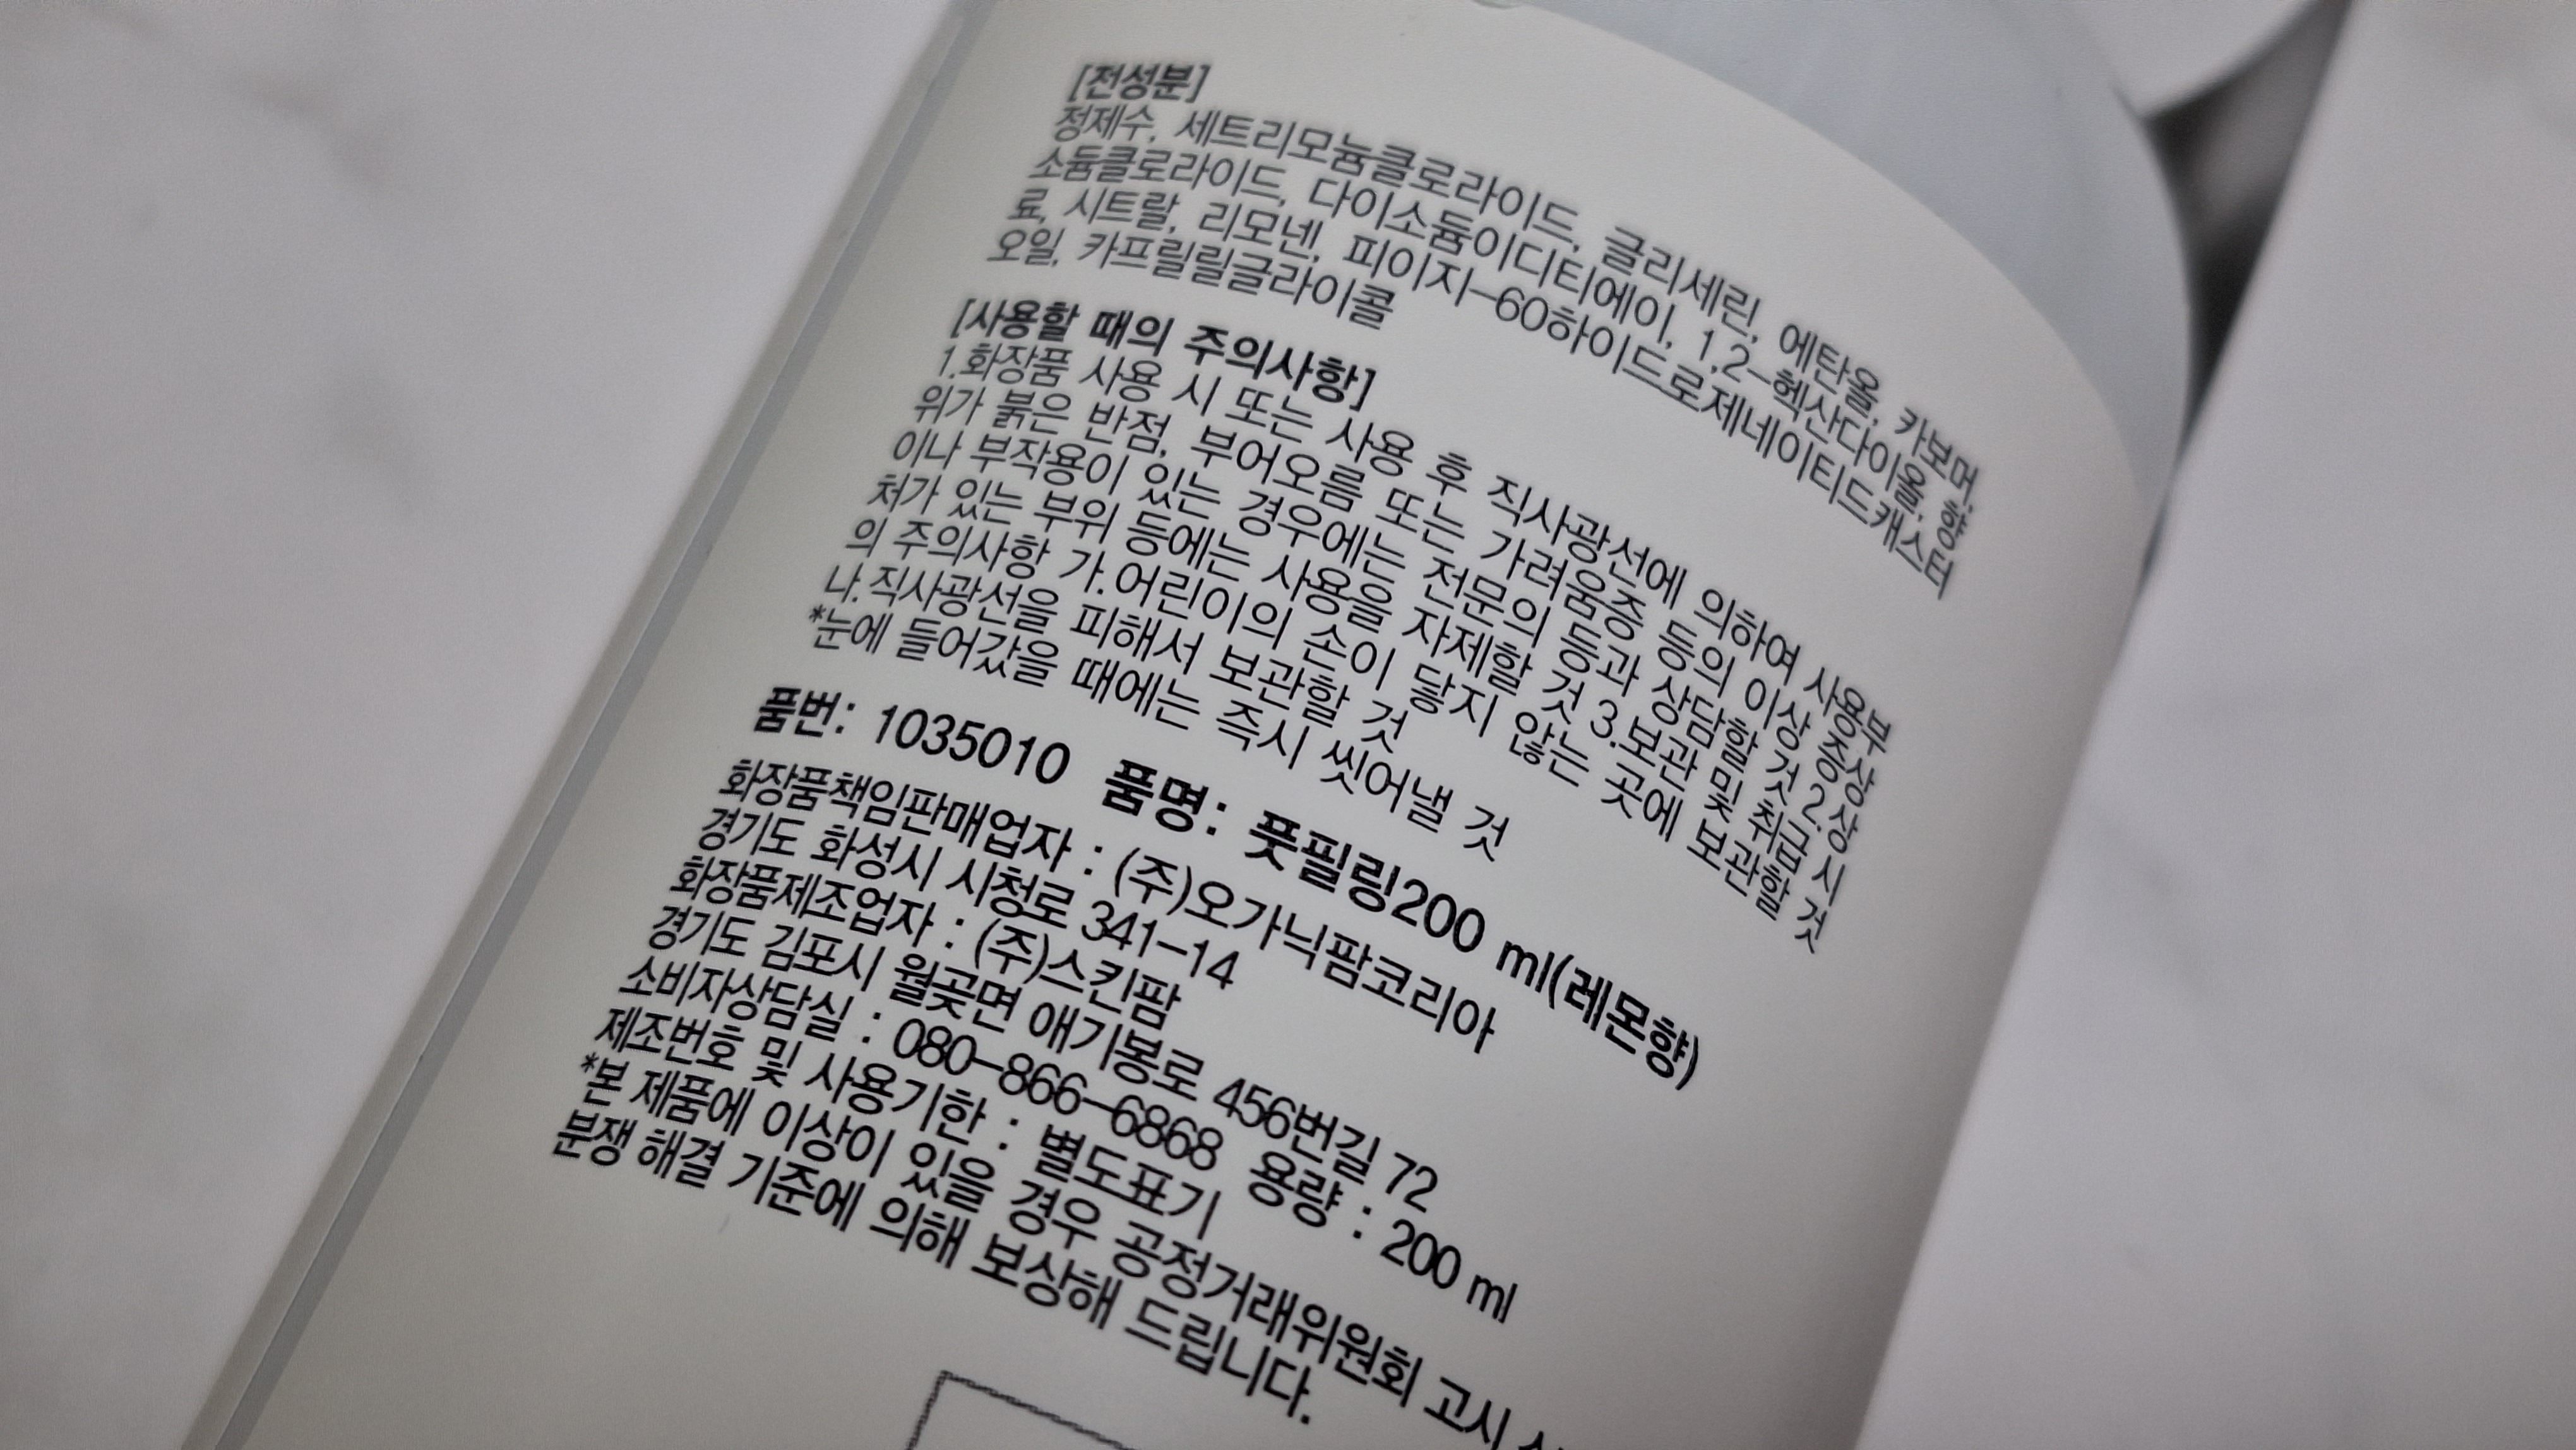 [전성분]
정제수, 세트리모늄클로라이드, 글리세린, 에탄올, 카보머,
소듐클로라이드, 다이소듐이디티에이, 1,2-헥산다이올, 향
료, 시트랄, 리모넨, 피이지-60하이드로제네이티드캐스터
오일, 카프릴릴글라이콜
[사용할 때의 주의사항]
1.화장품 사용 시 또는 사용 후 직사광선에 의하여 사용부
위가 붉은 반점, 부어오름 또는 가려움증 등의 이상 증상
이나 부작용이 있는 경우에는 전문의 등과 상담할 것 2.상
처가 있는 부위 등에는 사용을 자제할 것 3.보관 및 취급 시
의 주의사항 가.어린이의 손이 닿지 않는 곳에 보관할 것
나.직사광선을 피해서 보관할 것
*눈에 들어갔을 때에는 즉시 씻어낼 것
품번: 1035010 품명: 풋필링200 ml(레몬향)
화장품책임판매업자 : (주)오가닉팜코리아
경기도 화성시 시청로 341-14
화장품제조업자 : (주)스킨팜
경기도 김포시 월곶면 애기봉로 456번길 72
소비자상담실 : 080-866-6868 용량 : 200 ml
제조번호 및 사용기한 : 별도표기
*본 제품에 이상이 있을 경우 공정거래위원회 고시
분쟁 해결 기준에 의해 보상해 드립니다.